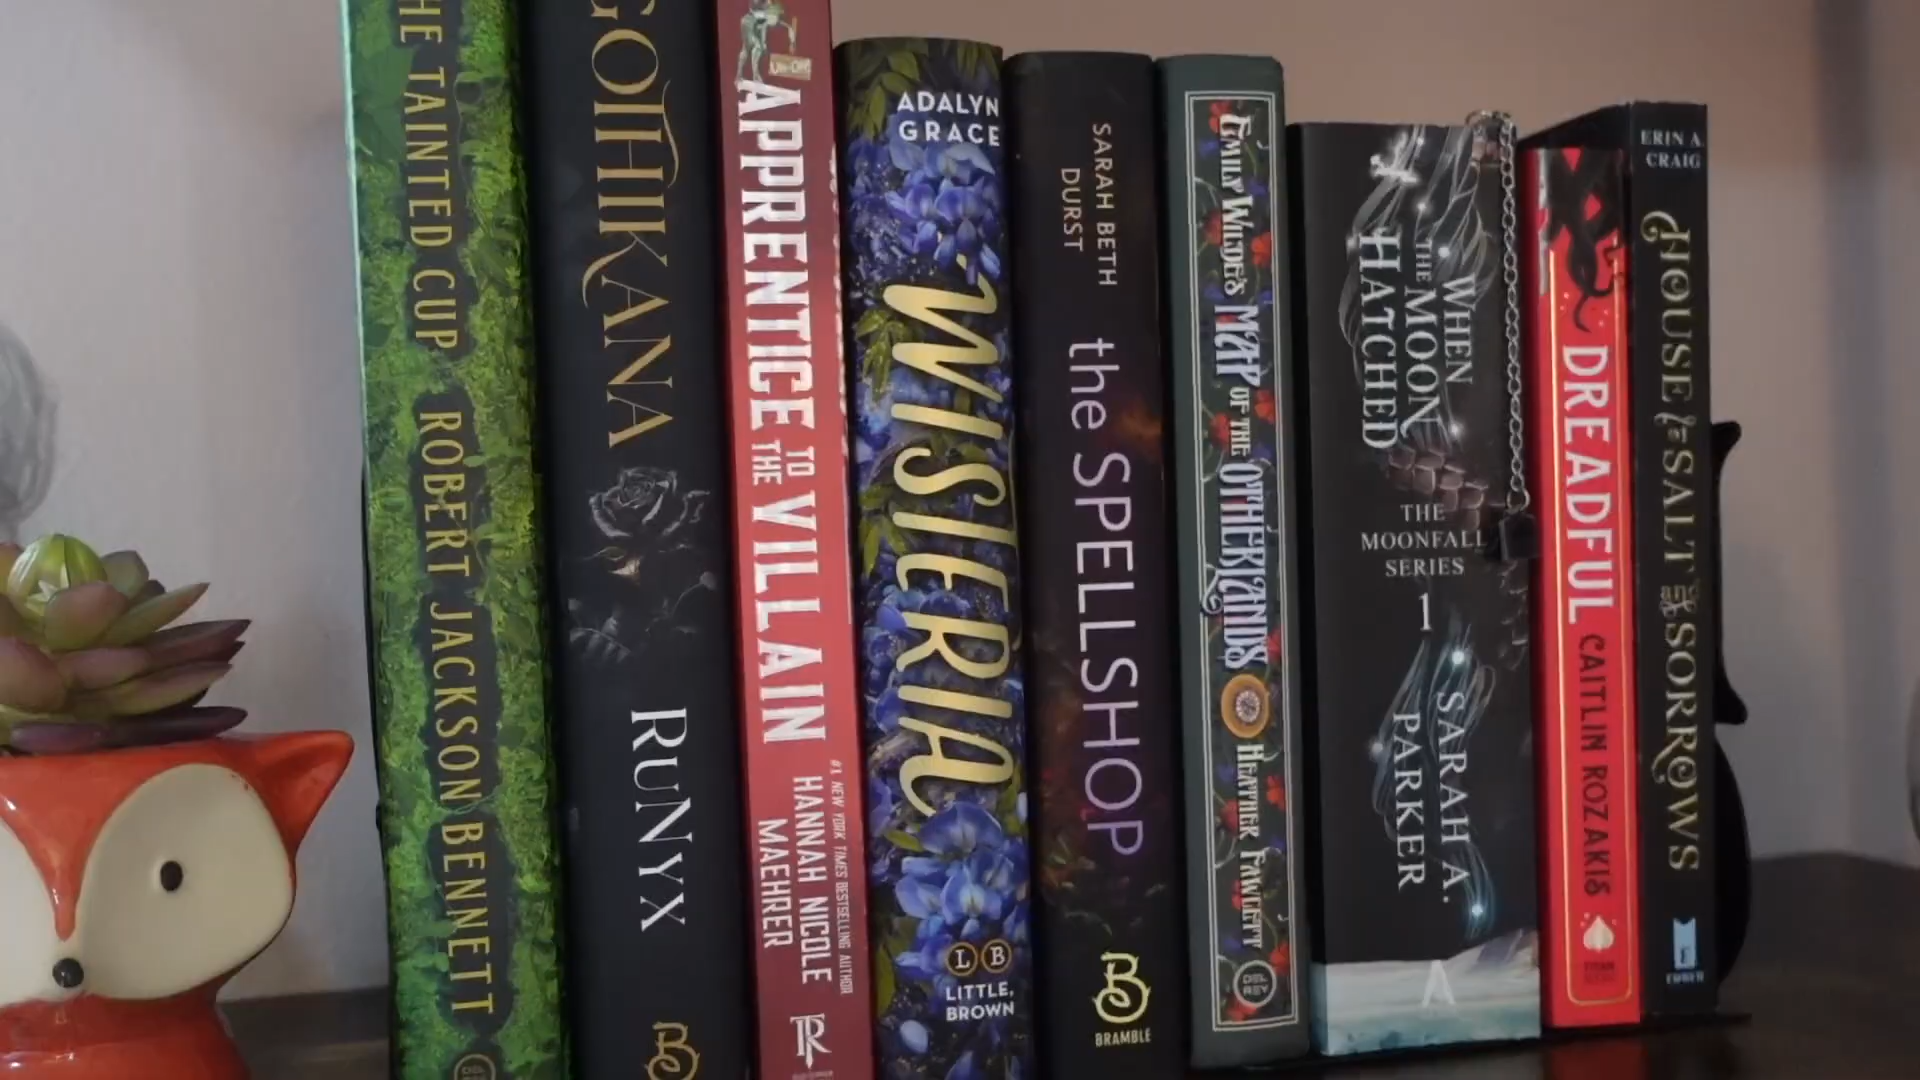 THE TAINTED CUP
ROBERT JACKSON BENNETT
GOTHIKANA
RUNYX
APPRENTICE
TO THE
VILLAIN
#1 NEW YORK TIMES BESTSELLING AUTHOR
HANNAH NICOLE
MAEHRER
ADALYN
GRACE
WISTERIA
L B
LITTLE,
BROWN
SARAH BETH
DURST
the SPELLSHOP
B
BRAMBLE
EMILY WILDE'S MAP OF THE OTHERLANDS
HEATHER FAWCETT
DEL
REY
WHEN
THE MOON
HATCHED
THE
MOONFALL
SERIES
1
SARAH A.
PARKER
A
DREADFUL
CAITLIN ROZAKIS
TITAN
ERIN A.
CRAIG
HOUSE OF SALT AND SORROWS
E
EMBER